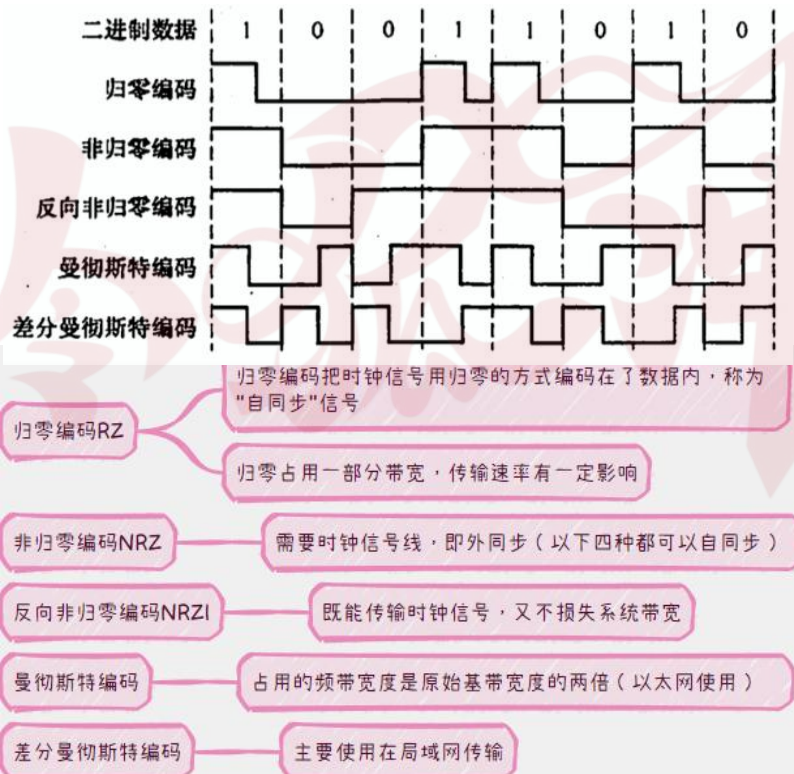 二进制数据 1 0 0 1 1 0 1 0
归零编码
非归零编码
反向非归零编码
曼彻斯特编码
差分曼彻斯特编码
归零编码把时钟信号用归零的方式编码在了数据内，称为
"自同步"信号
归零编码RZ
归零占用一部分带宽，传输速率有一定影响
非归零编码NRZ 需要时钟信号线，即外同步（以下四种都可以自同步）
反向非归零编码NRZI 既能传输时钟信号，又不损失系统带宽
曼彻斯特编码 占用的频带宽度是原始基带宽度的两倍（以太网使用）
差分曼彻斯特编码 主要使用在局域网传输